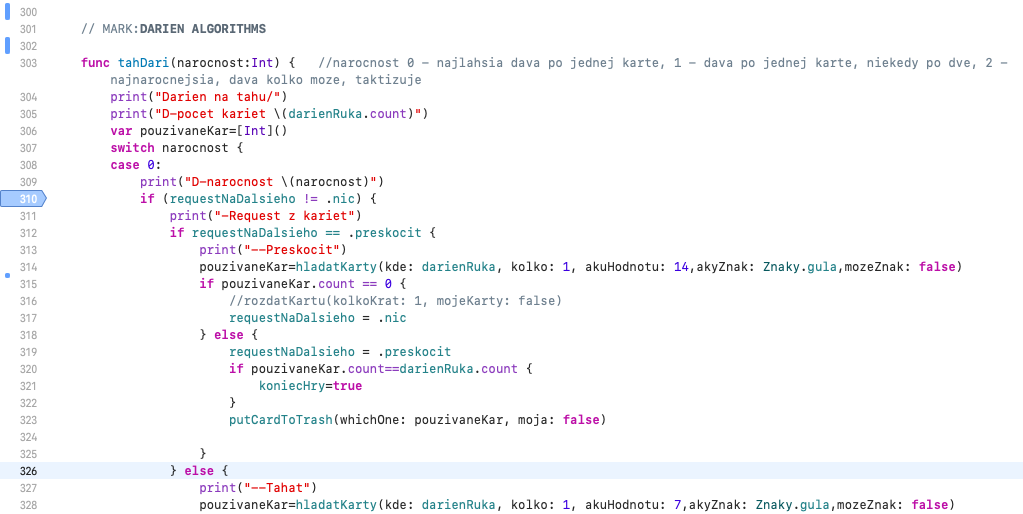 300
301 // MARK:DARIEN ALGORITHMS
302
303 func tahDari(narocnost:Int) { //narocnost 0 - najlahsia dava po jednej karte, 1 - dava po jednej karte, niekedy po dve, 2 -
najnarocnejsia, dava kolko moze, taktizuje
304 print("Darien na tahu/")
305 print("D-pocet kariet \(darienRuka.count)")
306 var pouzivaneKar=[Int]()
307 switch narocnost {
308 case 0:
309 print("D-narocnost \(narocnost)")
310 if (requestNaDalsieho != .nic) {
311 print("-Request z kariet")
312 if requestNaDalsieho == .preskocit {
313 print("--Preskocit")
314 pouzivaneKar=hladatKarty(kde: darienRuka, kolko: 1, akuHodnotu: 14,akyZnak: Znaky.gula,mozeZnak: false)
315 if pouzivaneKar.count == 0 {
316 //rozdatKartu(kolkoKrat: 1, mojeKarty: false)
317 requestNaDalsieho = .nic
318 } else {
319 requestNaDalsieho = .preskocit
320 if pouzivaneKar.count==darienRuka.count {
321 koniecHry=true
322 }
323 putCardToTrash(whichOne: pouzivaneKar, moja: false)
324
325 }
326 } else {
327 print("--Tahat")
328 pouzivaneKar=hladatKarty(kde: darienRuka, kolko: 1, akuHodnotu: 7,akyZnak: Znaky.gula,mozeZnak: false)